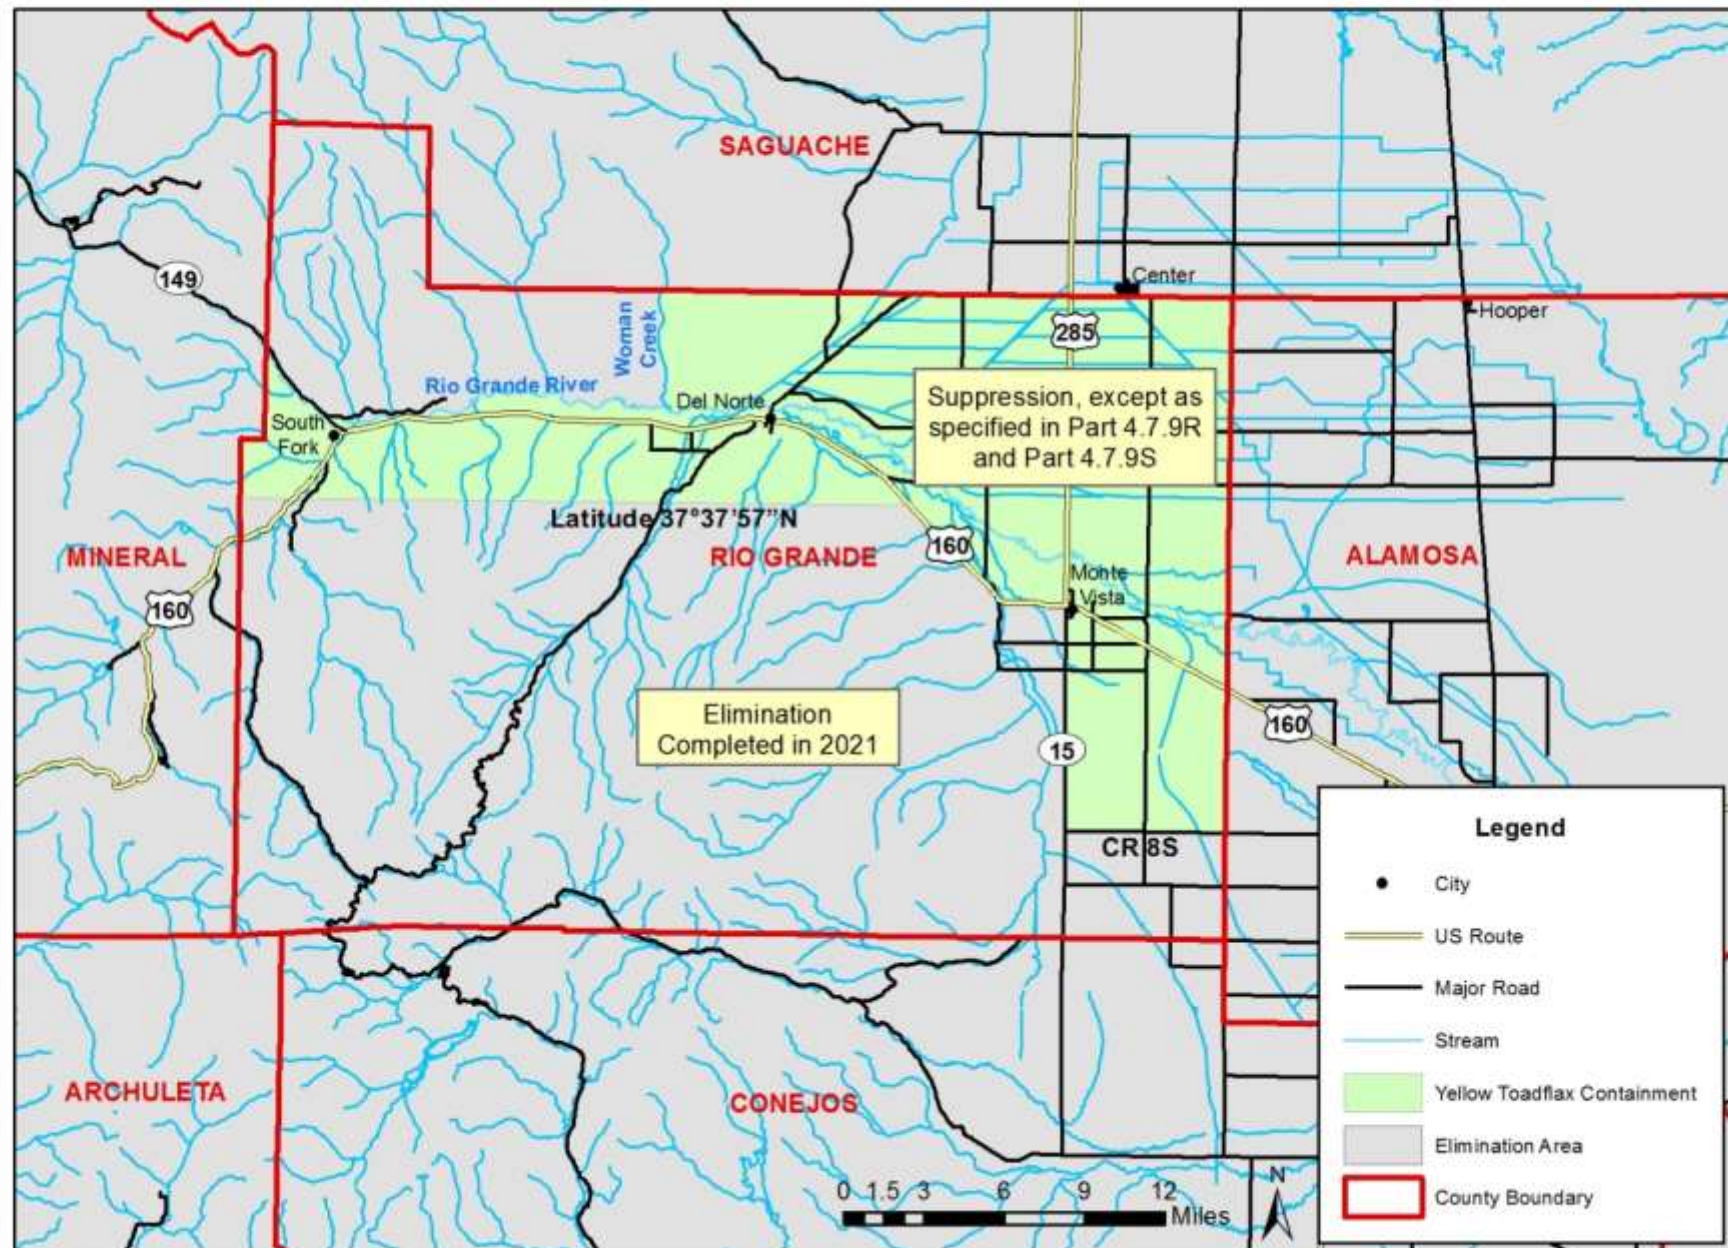 SAGUACHE
149
Center
Hooper
285
Woman
Creek
Rio Grande River
Del Norte
South
Fork
Suppression, except as
specified in Part 4.7.9R
and Part 4.7.9S
Latitude 37°37'57"N
MINERAL
RIO GRANDE
160
ALAMOSA
160
Monte
Vista
Elimination
Completed in 2021
15
160
CR 8S
ARCHULETA
CONEJOS
Legend
City
US Route
Major Road
Stream
Yellow Toadflax Containment
Elimination Area
County Boundary
0 1.5 3 6 9 12
Miles
N